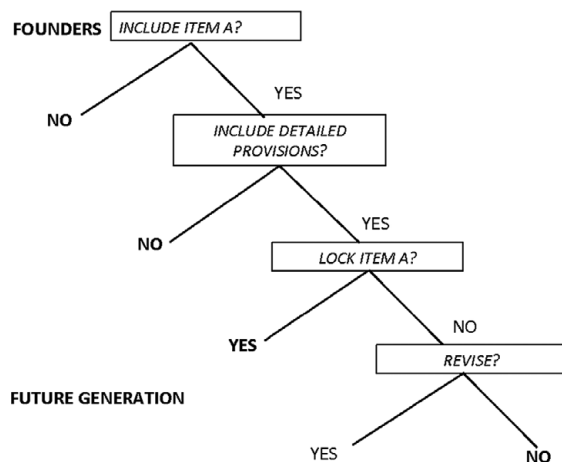 FOUNDERS
INCLUDE ITEM A?
YES
NO
INCLUDE DETAILED
PROVISIONS?
YES
NO
LOCK ITEM A?
NO
YES
REVISE?
FUTURE GENERATION
YES
NO